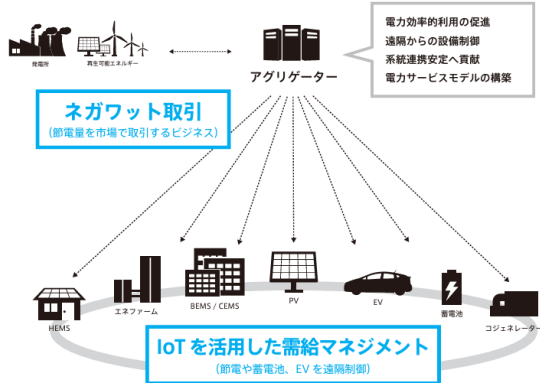 電力効率的利用の促進
遠隔からの設備制御
系統連携安定へ貢献
電力サービスモデルの構築
発電所
再生可能エネルギー
アグリゲーター
ネガワット取引
（節電量を市場で取引するビジネス）
HEMS
エネファーム
BEMS / CEMS
PV
EV
蓄電池
コジェネレーター
IoTを活用した需給マネジメント
（節電や蓄電池、EVを遠隔制御）